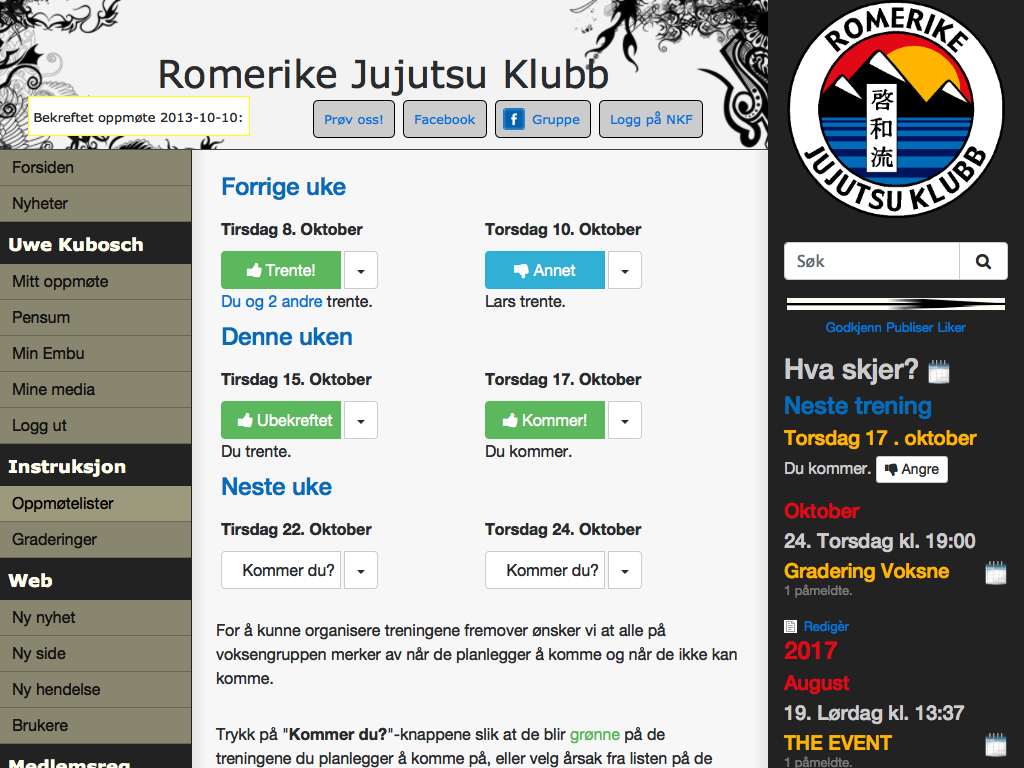 Romerike Jujutsu Klubb
Bekreftet oppmøte 2013-10-10:
Prøv oss!
Facebook
Gruppe
Logg på NKF
Forsiden
Nyheter
Uwe Kubosch
Mitt oppmøte
Pensum
Min Embu
Mine media
Logg ut
Instruksjon
Oppmøtelister
Graderinger
Web
Ny nyhet
Ny side
Ny hendelse
Brukere
Medlemsreg
Forrige uke
Tirsdag 8. Oktober
Trente!
Du og 2 andre trente.
Torsdag 10. Oktober
Annet
Lars trente.
Denne uken
Tirsdag 15. Oktober
Ubekreftet
Du trente.
Torsdag 17. Oktober
Kommer!
Du kommer.
Neste uke
Tirsdag 22. Oktober
Kommer du?
Torsdag 24. Oktober
Kommer du?
For å kunne organisere treningene fremover ønsker vi at alle på
voksengruppen merker av når de planlegger å komme og når de ikke kan
komme.
Trykk på "Kommer du?"-knappene slik at de blir grønne på de
treningene du planlegger å komme på, eller velg årsak fra listen på de
ROMERIKE
啓和流
JUJUTSU KLUBB
Søk
Godkjenn Publiser Liker
Hva skjer?
Neste trening
Torsdag 17 . oktober
Du kommer. Angre
Oktober
24. Torsdag kl. 19:00
Gradering Voksne
1 påmeldte.
Redigèr
2017
August
19. Lørdag kl. 13:37
THE EVENT
1 påmeldte.